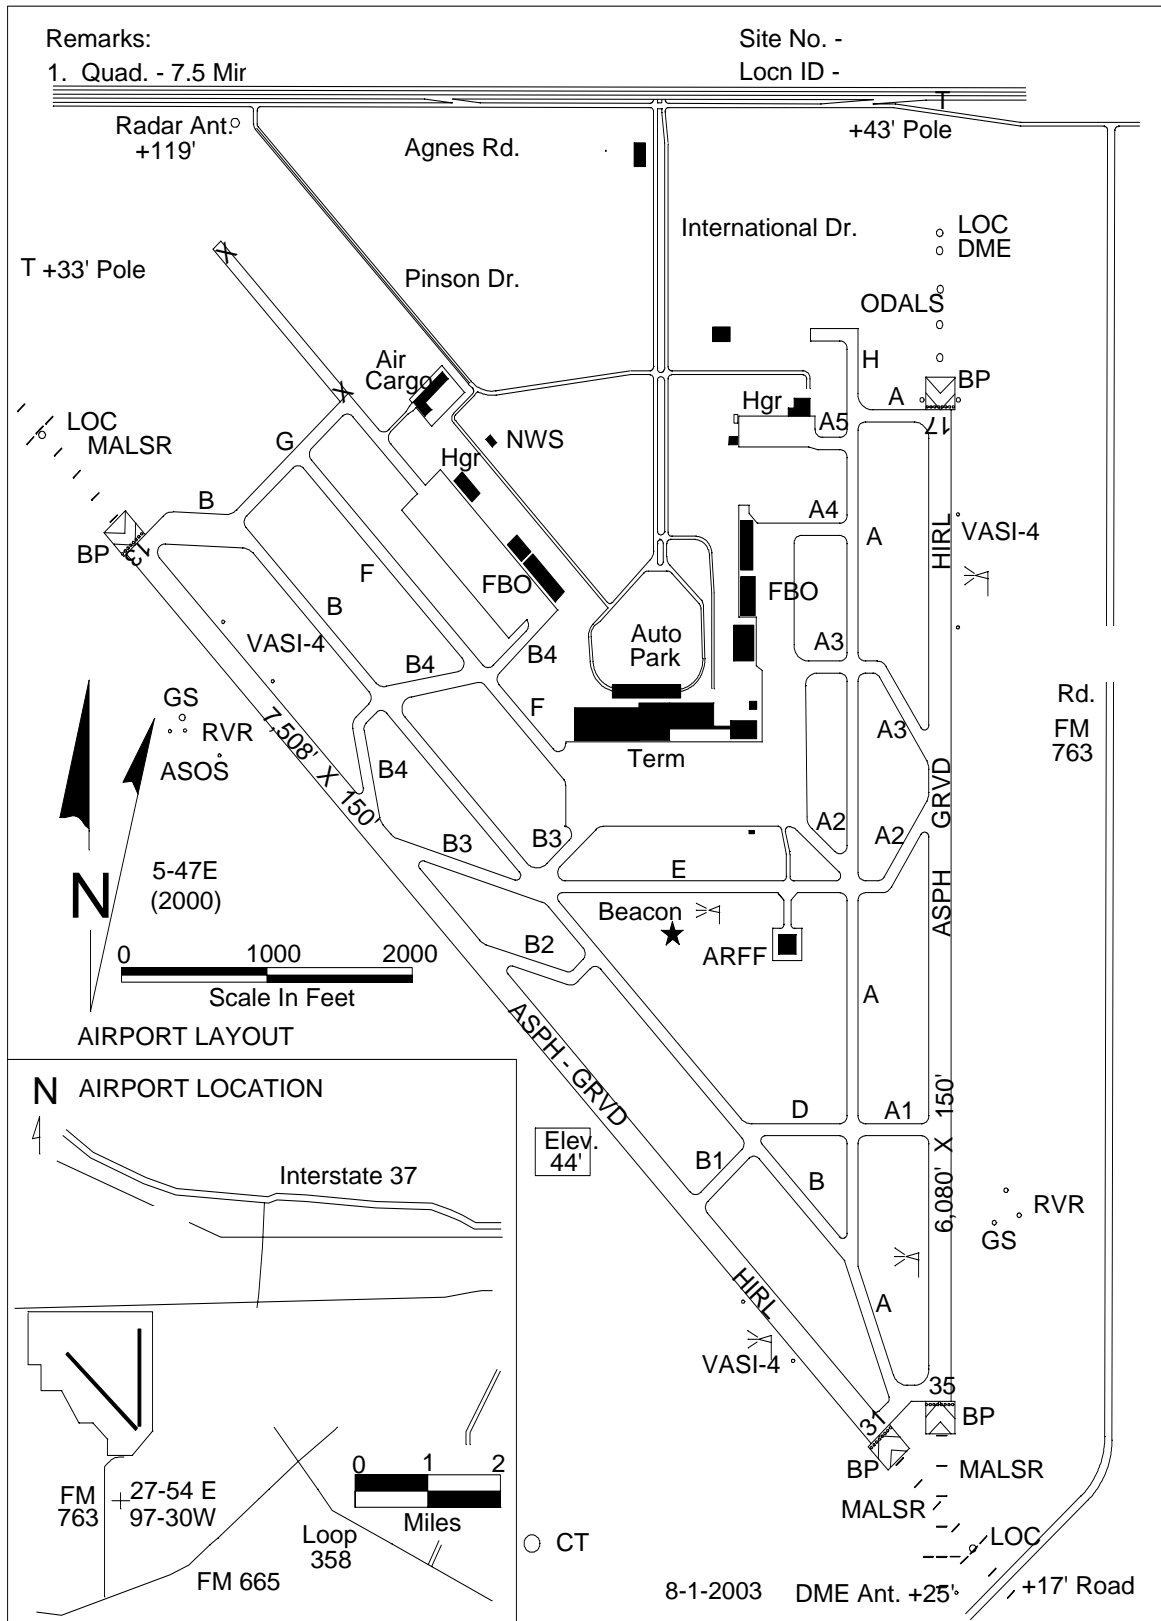 Remarks:
Site No. -
1. Quad. - 7.5 Mir
Locn ID -
T
Radar Ant.
+119'
Agnes Rd.
+43' Pole
International Dr.
LOC
DME
X
T +33' Pole
Pinson Dr.
ODALS
H
Air
Cargo
X
BP
A
Hgr
A5
17
LOC
MALSR
G
NWS
Hgr
B
A4
A
HIRL
VASI-4
BP
13
F
FBO
FBO
B
VASI-4
Auto
Park
A3
B4
B4
GS
RVR
ASOS
F
Term
A3
Rd.
FM
763
7,508' X 150'
B4
GRVD
A2
A2
B3
B3
E
5-47E
(2000)
N
ASPH
Beacon
ARFF
B2
0 1000 2000
Scale In Feet
A
AIRPORT LAYOUT
ASPH - GRVD
N AIRPORT LOCATION
D
A1
6,080' X 150'
Elev.
44'
B1
B
Interstate 37
RVR
GS
HIRL
A
VASI-4
35
31
BP
BP
MALSR
MALSR
0 1 2
Miles
FM
763
27-54 E
97-30W
Loop
358
LOC
CT
FM 665
8-1-2003
DME Ant. +25'
+17' Road